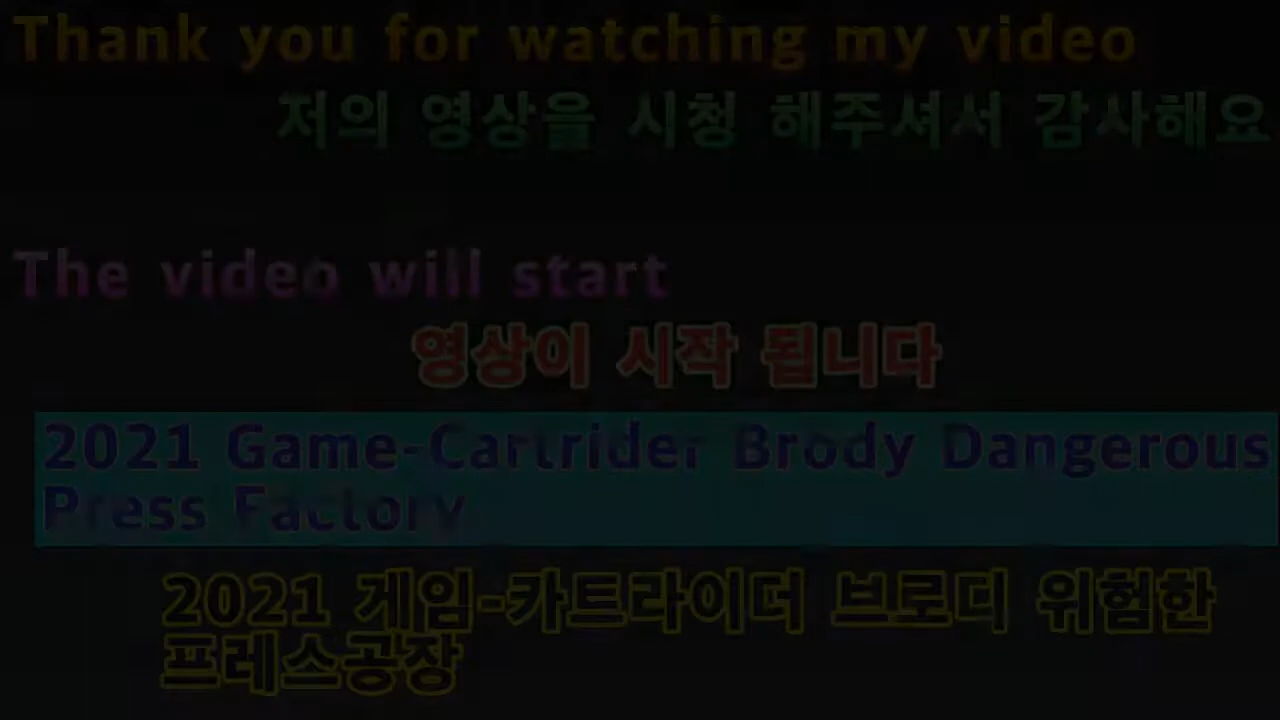 Thank you for watching my video
저의 영상을 시청 해주셔서 감사해요
The video will start
영상이 시작 됩니다
2021 Game-Cartrider Brody Dangerous
Press Factory
2021 게임-카트라이더 브로디 위험한
프레스공장